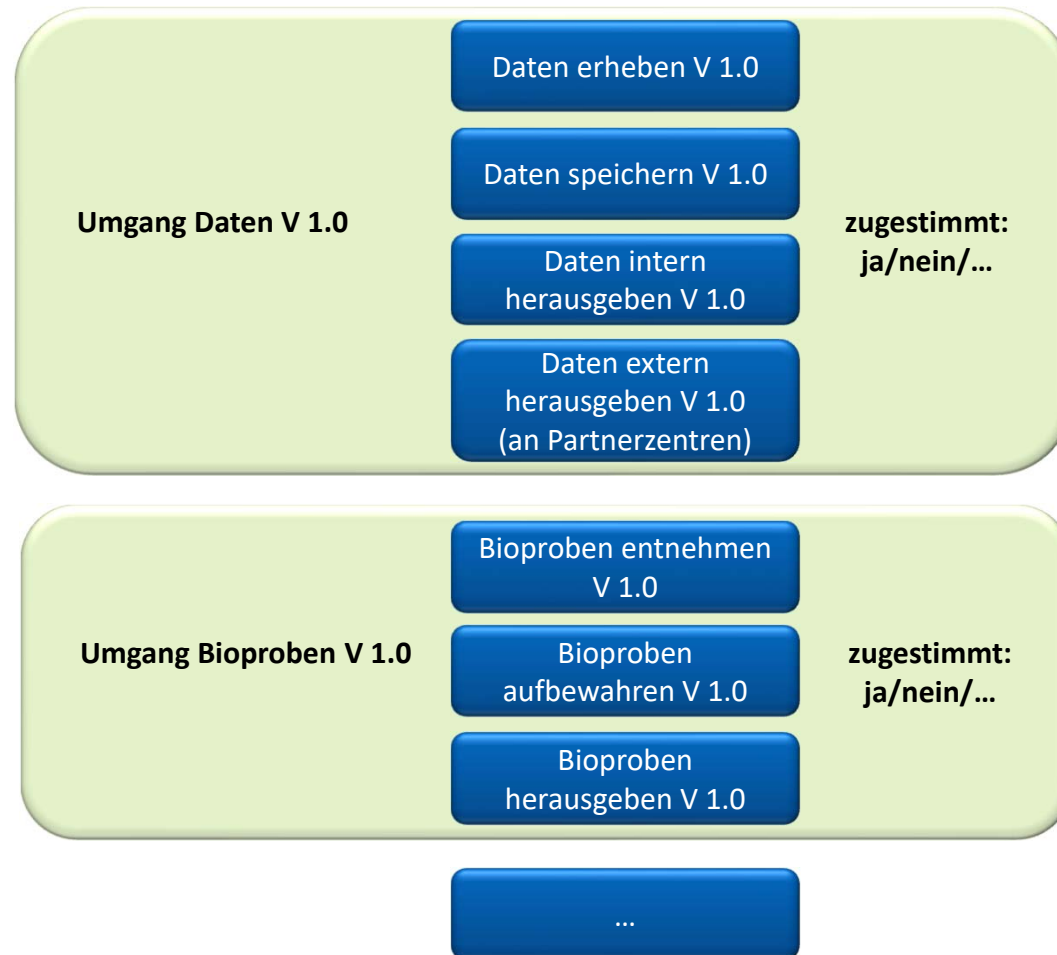 Daten erheben V 1.0
Daten speichern V 1.0
Umgang Daten V 1.0
zugestimmt:
ja/nein/…
Daten intern
herausgeben V 1.0
Daten extern
herausgeben V 1.0
(an Partnerzentren)
Bioproben entnehmen
V 1.0
Umgang Bioproben V 1.0
Bioproben
aufbewahren V 1.0
zugestimmt:
ja/nein/…
Bioproben
herausgeben V 1.0
…